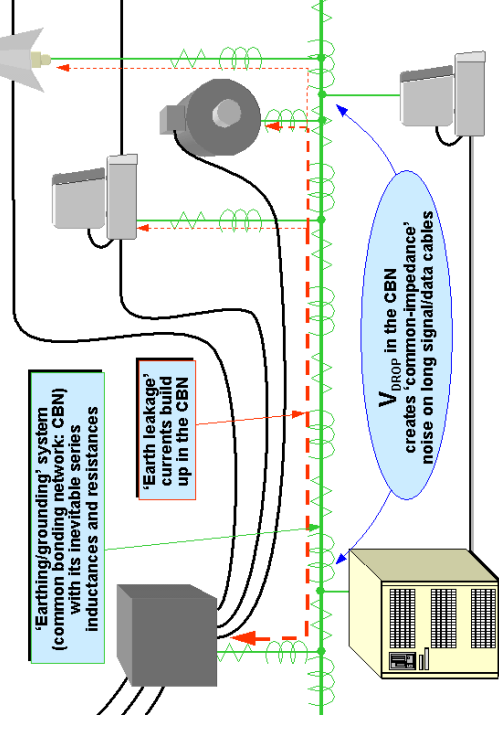 ‘Earthing/grounding’ system
(common bonding network: CBN)
with its inevitable series
inductances and resistances
‘Earth leakage’
currents build
up in the CBN
VDROP in the CBN
creates ‘common-impedance’
noise on long signal/data cables